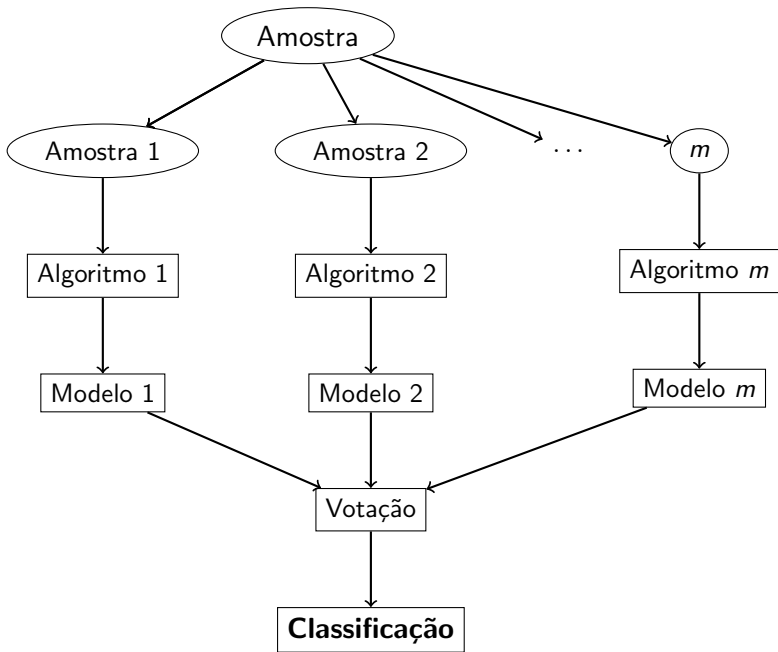 Amostra
Amostra 1
Amostra 2
...
m
Algoritmo 1
Algoritmo 2
Algoritmo m
Modelo 1
Modelo 2
Modelo m
Votação
Classificação